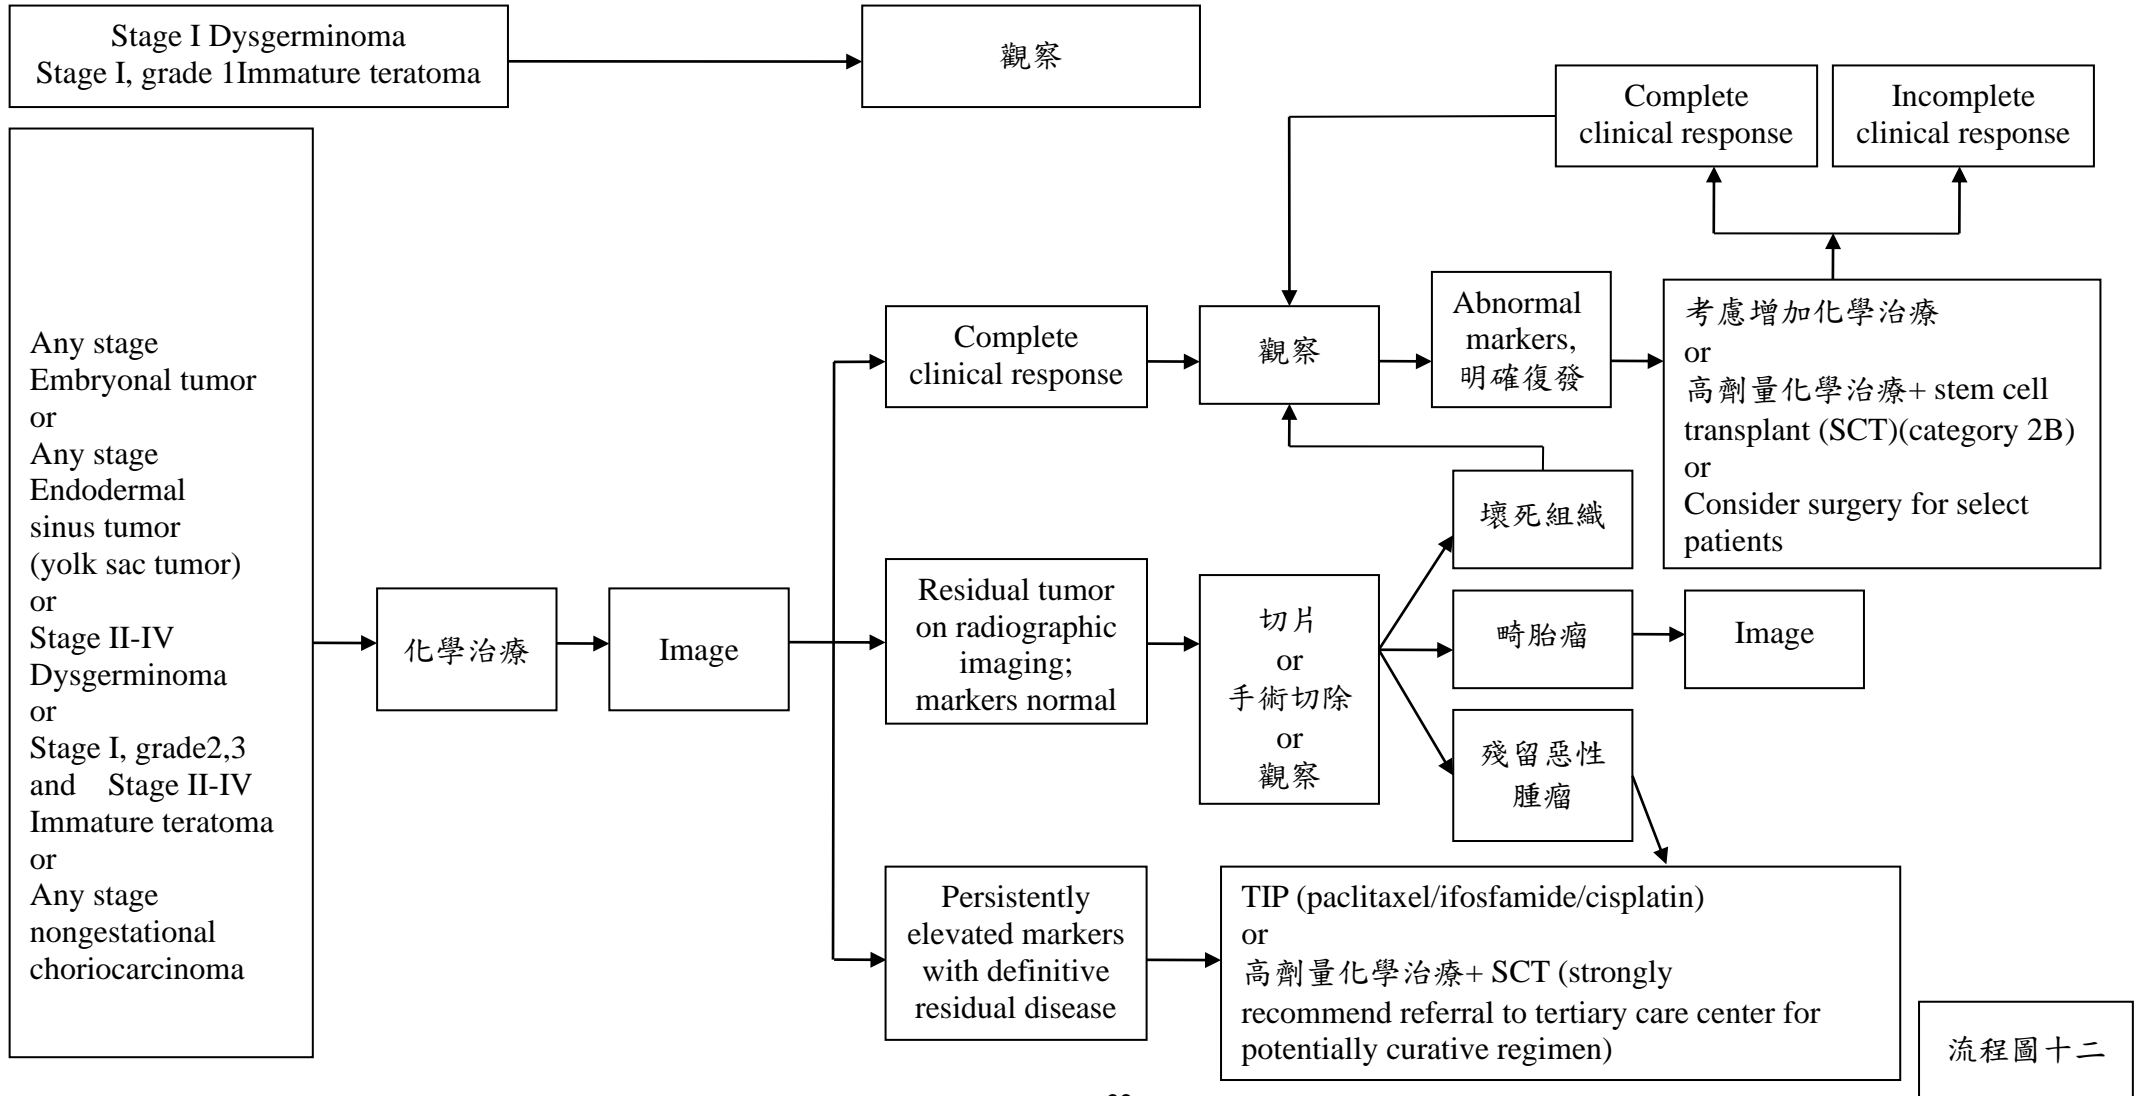 Stage I Dysgerminoma
Stage I, grade 1Immature teratoma
觀察
Complete
clinical response
Incomplete
clinical response
Any stage
Embryonal tumor
or
Any stage
Endodermal
sinus tumor
(yolk sac tumor)
or
Stage II-IV
Dysgerminoma
or
Stage I, grade2,3
and Stage II-IV
Immature teratoma
or
Any stage
nongestational
choriocarcinoma
化學治療
Image
Complete
clinical response
觀察
Abnormal
markers,
明確復發
考慮增加化學治療
or
高劑量化學治療+ stem cell
transplant (SCT)(category 2B)
or
Consider surgery for select
patients
Residual tumor
on radiographic
imaging;
markers normal
切片
or
手術切除
or
觀察
壞死組織
畸胎瘤
Image
殘留惡性
腫瘤
Persistently
elevated markers
with definitive
residual disease
TIP (paclitaxel/ifosfamide/cisplatin)
or
高劑量化學治療+ SCT (strongly
recommend referral to tertiary care center for
potentially curative regimen)
流程圖十二